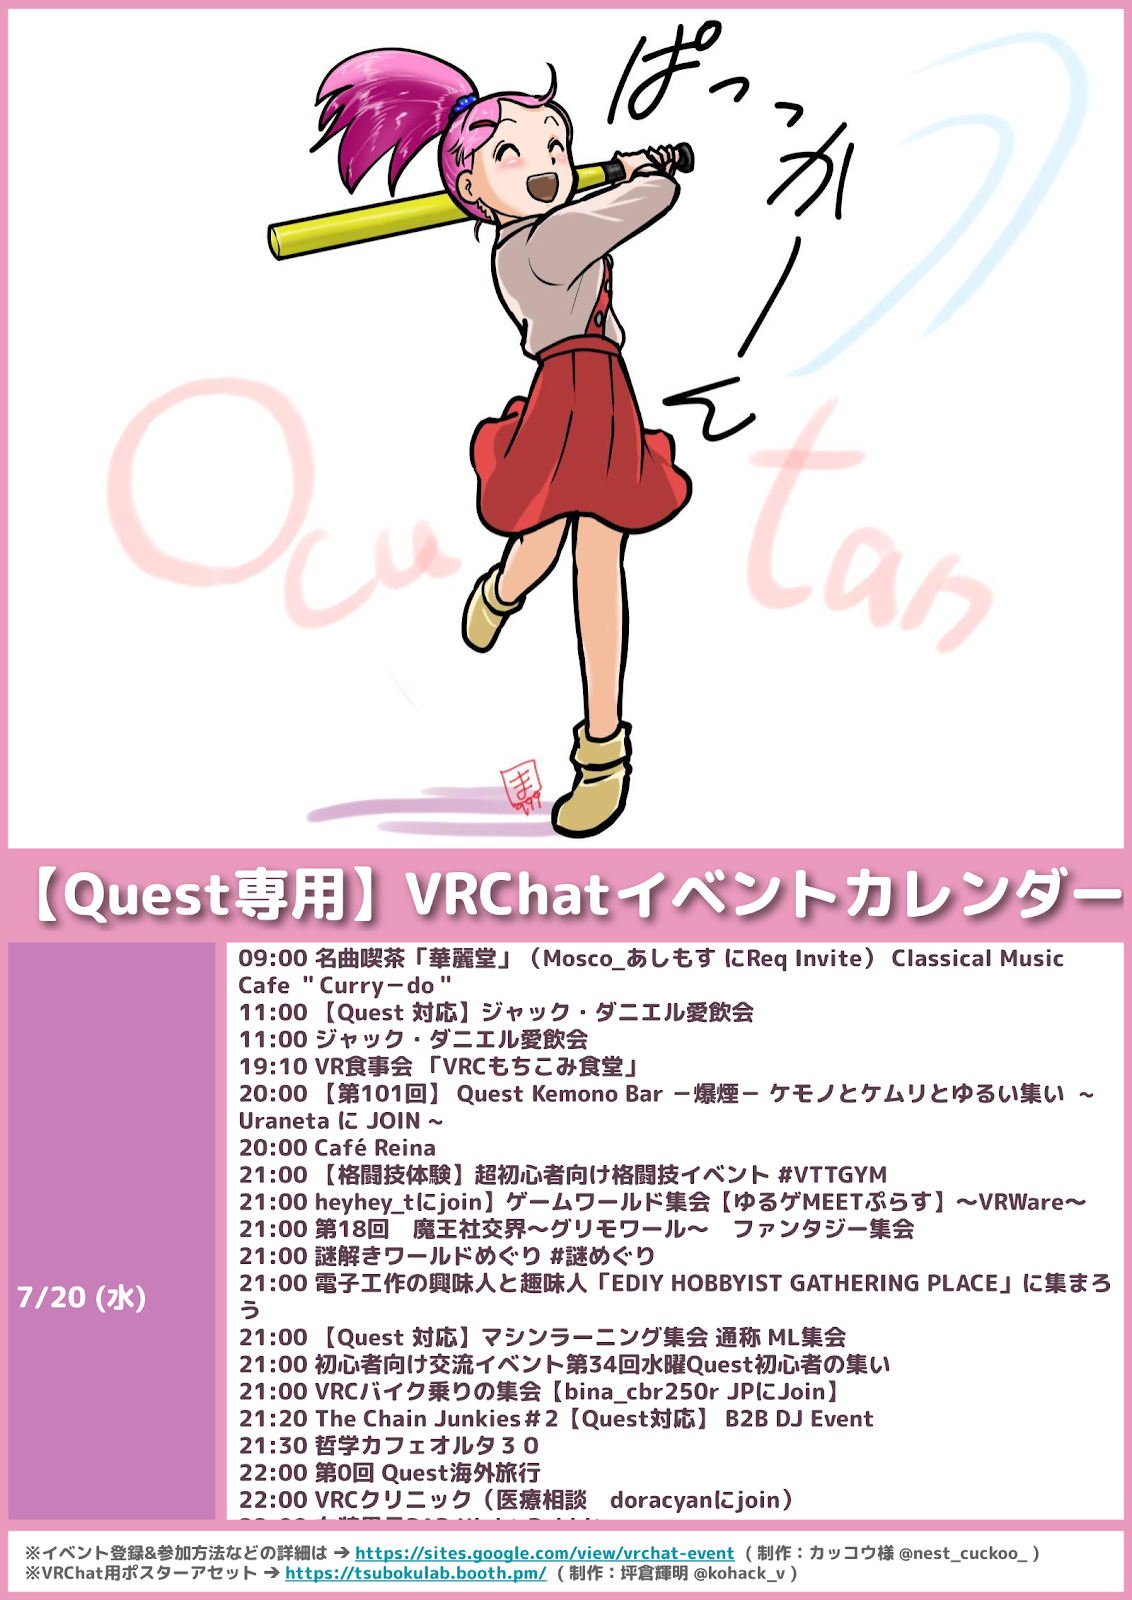 ぱっっかーん
Ocu tan
ま
999
【Quest専用】VRChatイベントカレンダー
7/20 (水)
09:00 名曲喫茶「華麗堂」（Mosco_あしもす にReq Invite） Classical Music
Cafe ＂Curry－do＂
11:00 【Quest 対応】ジャック・ダニエル愛飲会
11:00 ジャック・ダニエル愛飲会
19:10 VR食事会 「VRCもちこみ食堂」
20:00 【第101回】 Quest Kemono Bar －爆煙－ ケモノとケムリとゆるい集い ~
Uraneta に JOIN ~
20:00 Café Reina
21:00 【格闘技体験】超初心者向け格闘技イベント #VTTGYM
21:00 heyhey_tにjoin】ゲームワールド集会【ゆるゲMEETぷらす】～VRWare～
21:00 第18回　魔王社交界～グリモワール～　ファンタジー集会
21:00 謎解きワールドめぐり #謎めぐり
21:00 電子工作の興味人と趣味人「EDIY HOBBYIST GATHERING PLACE」に集まろ
う
21:00 【Quest 対応】マシンラーニング集会 通称 ML集会
21:00 初心者向け交流イベント第34回水曜Quest初心者の集い
21:00 VRCバイク乗りの集会【bina_cbr250r JPにJoin】
21:20 The Chain Junkies＃2【Quest対応】 B2B DJ Event
21:30 哲学カフェオルタ３０
22:00 第0回 Quest海外旅行
22:00 VRCクリニック（医療相談　doracyanにjoin）
※イベント登録&参加方法などの詳細は ➔ https://sites.google.com/view/vrchat-event （制作：カッコウ様 @nest_cuckoo_ ）
※VRChat用ポスターアセット ➔ https://tsubokulab.booth.pm/ （制作：坪倉輝明 @kohack_v ）